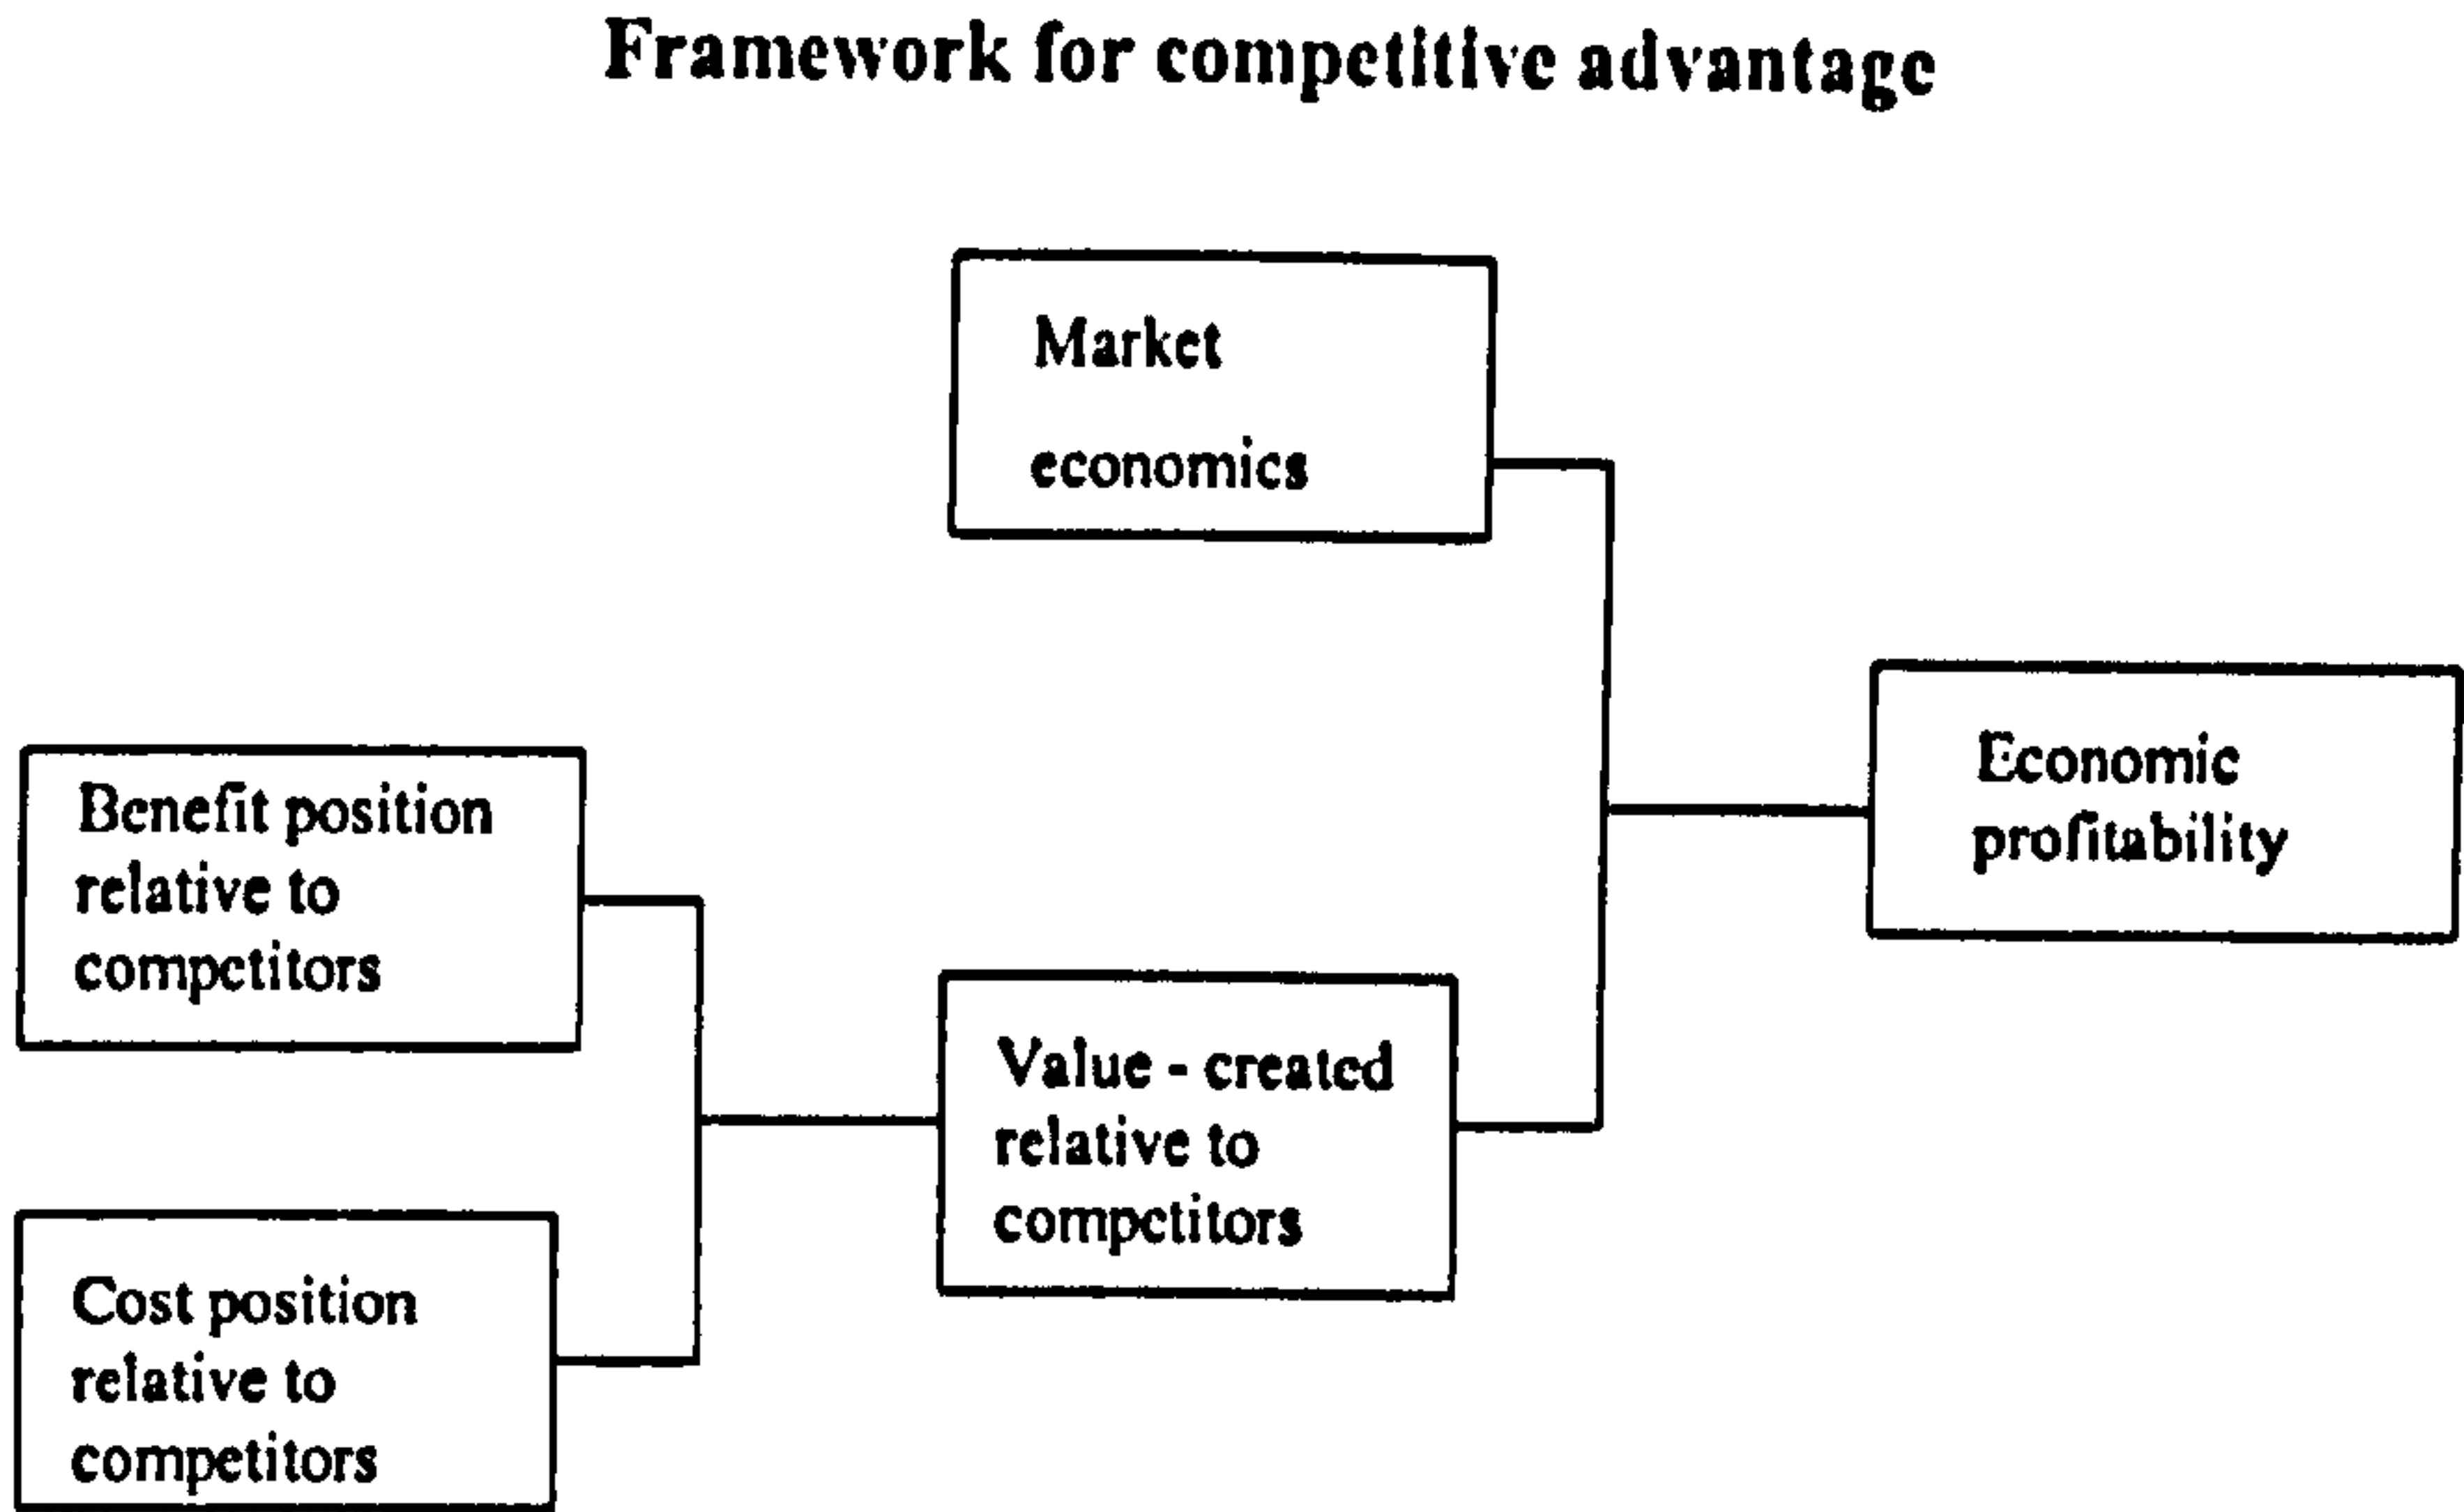 Framework for competitive advantage
Market
economics
Economic
profitability
Benefit position
relative to
competitors
Value - created
relative to
competitors
Cost position
relative to
competitors